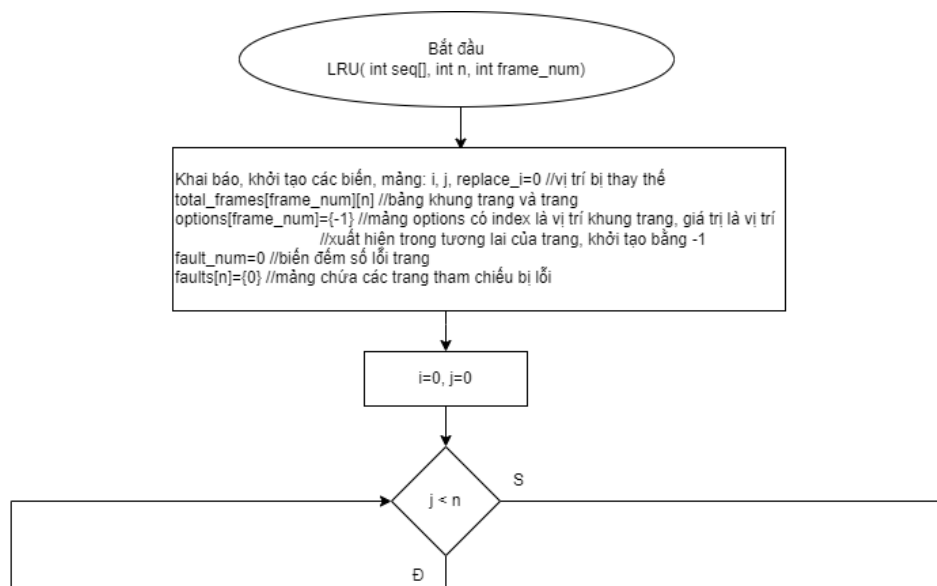 Bắt đầu
LRU( int seq[], int n, int frame_num)
Khai báo, khởi tạo các biến, mảng: i, j, replace_i=0 //vị trí bị thay thế
total_frames[frame_num][n] //bảng khung trang và trang
options[frame_num]={-1} //mảng options có index là vị trí khung trang, giá trị là vị trí
//xuất hiện trong tương lai của trang, khởi tạo bằng -1
fault_num=0 //biến đếm số lỗi trang
faults[n]={0} //mảng chứa các trang tham chiếu bị lỗi
i=0, j=0
S
j < n
Đ